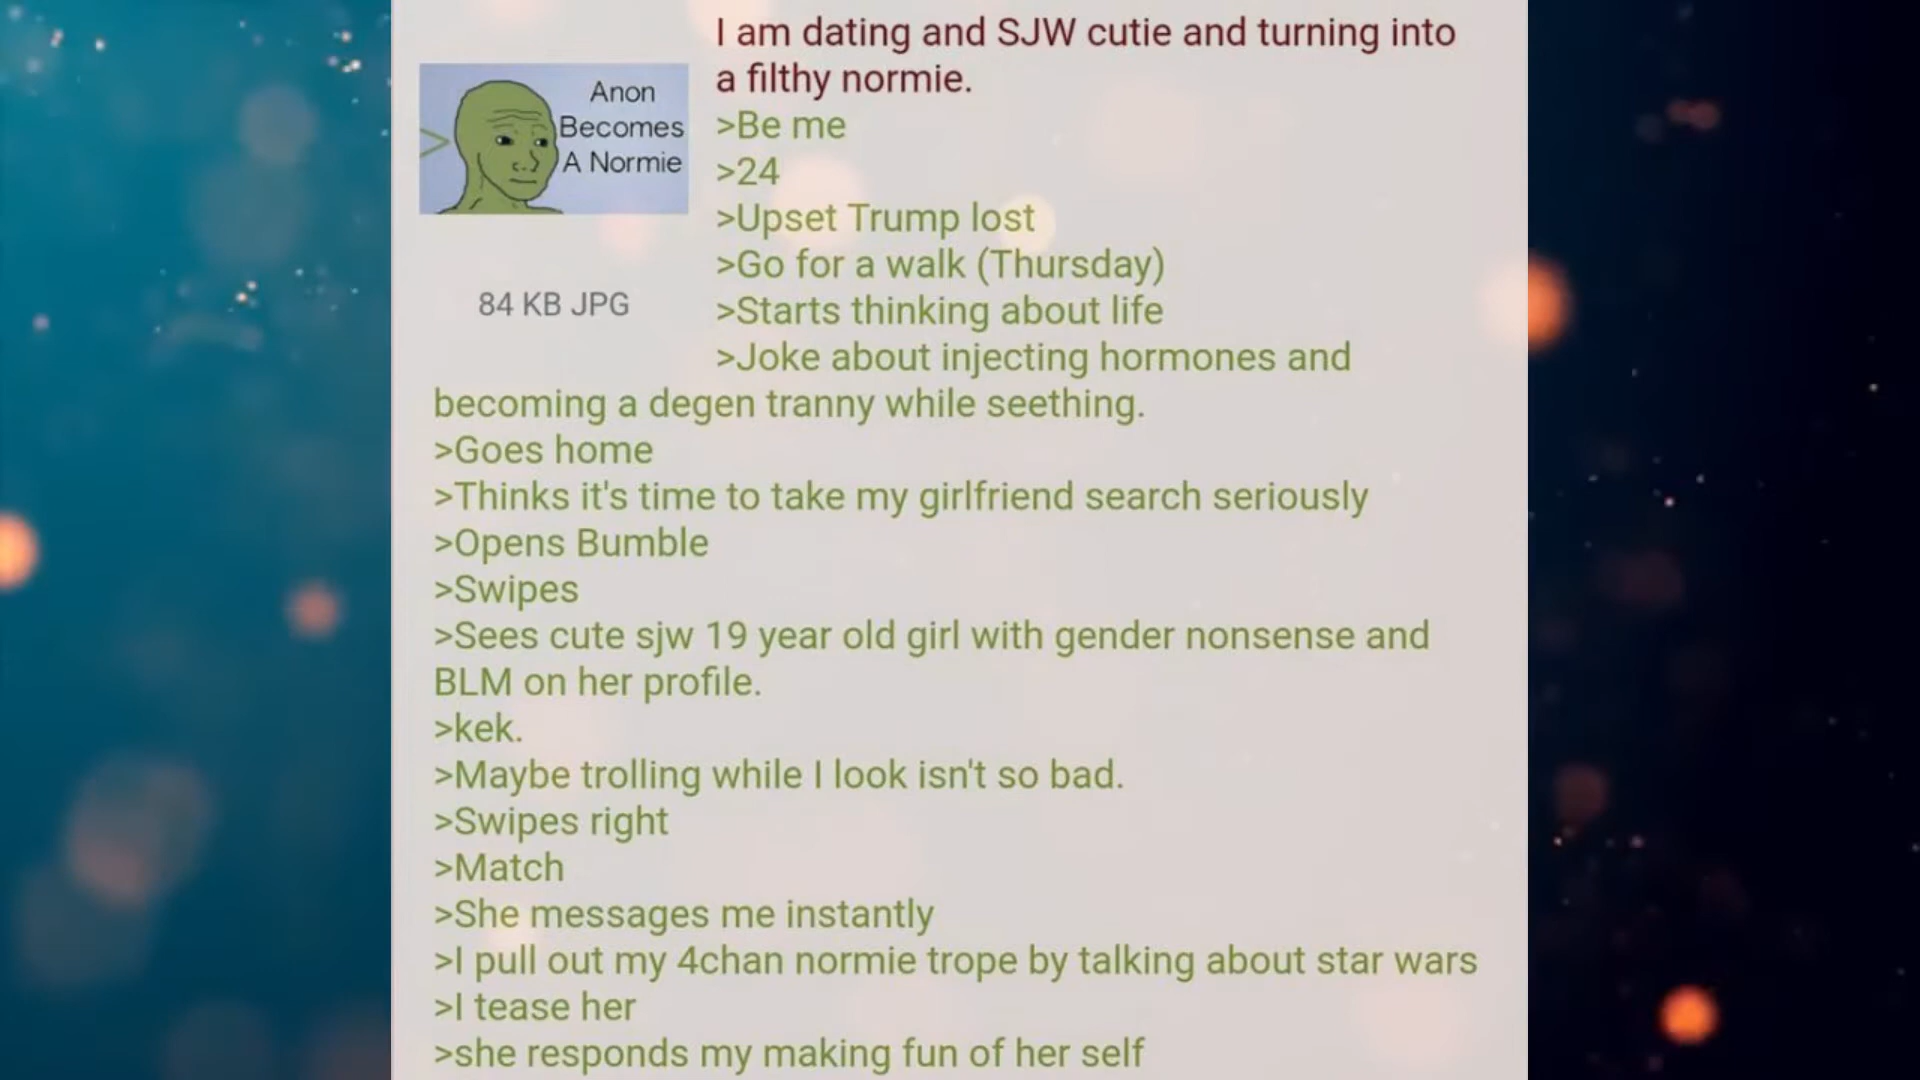 I am dating and SJW cutie and turning into
a filthy normie.
Anon
Becomes
A Normie
>
84 KB JPG
>Be me
>24
>Upset Trump lost
>Go for a walk (Thursday)
>Starts thinking about life
>Joke about injecting hormones and
becoming a degen tranny while seething.
>Goes home
>Thinks it's time to take my girlfriend search seriously
>Opens Bumble
>Swipes
>Sees cute sjw 19 year old girl with gender nonsense and
BLM on her profile.
>kek.
>Maybe trolling while I look isn't so bad.
>Swipes right
>Match
>She messages me instantly
>I pull out my 4chan normie trope by talking about star wars
>I tease her
>she responds my making fun of her self